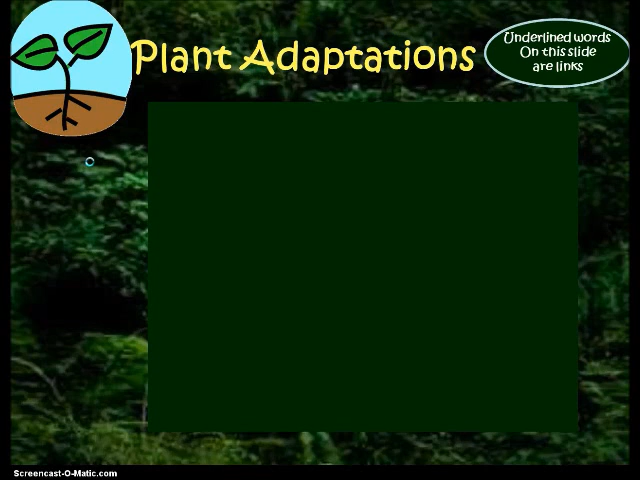 Plant Adaptations
Underlined words
On this slide
are links
Screencast-O-Matic.com